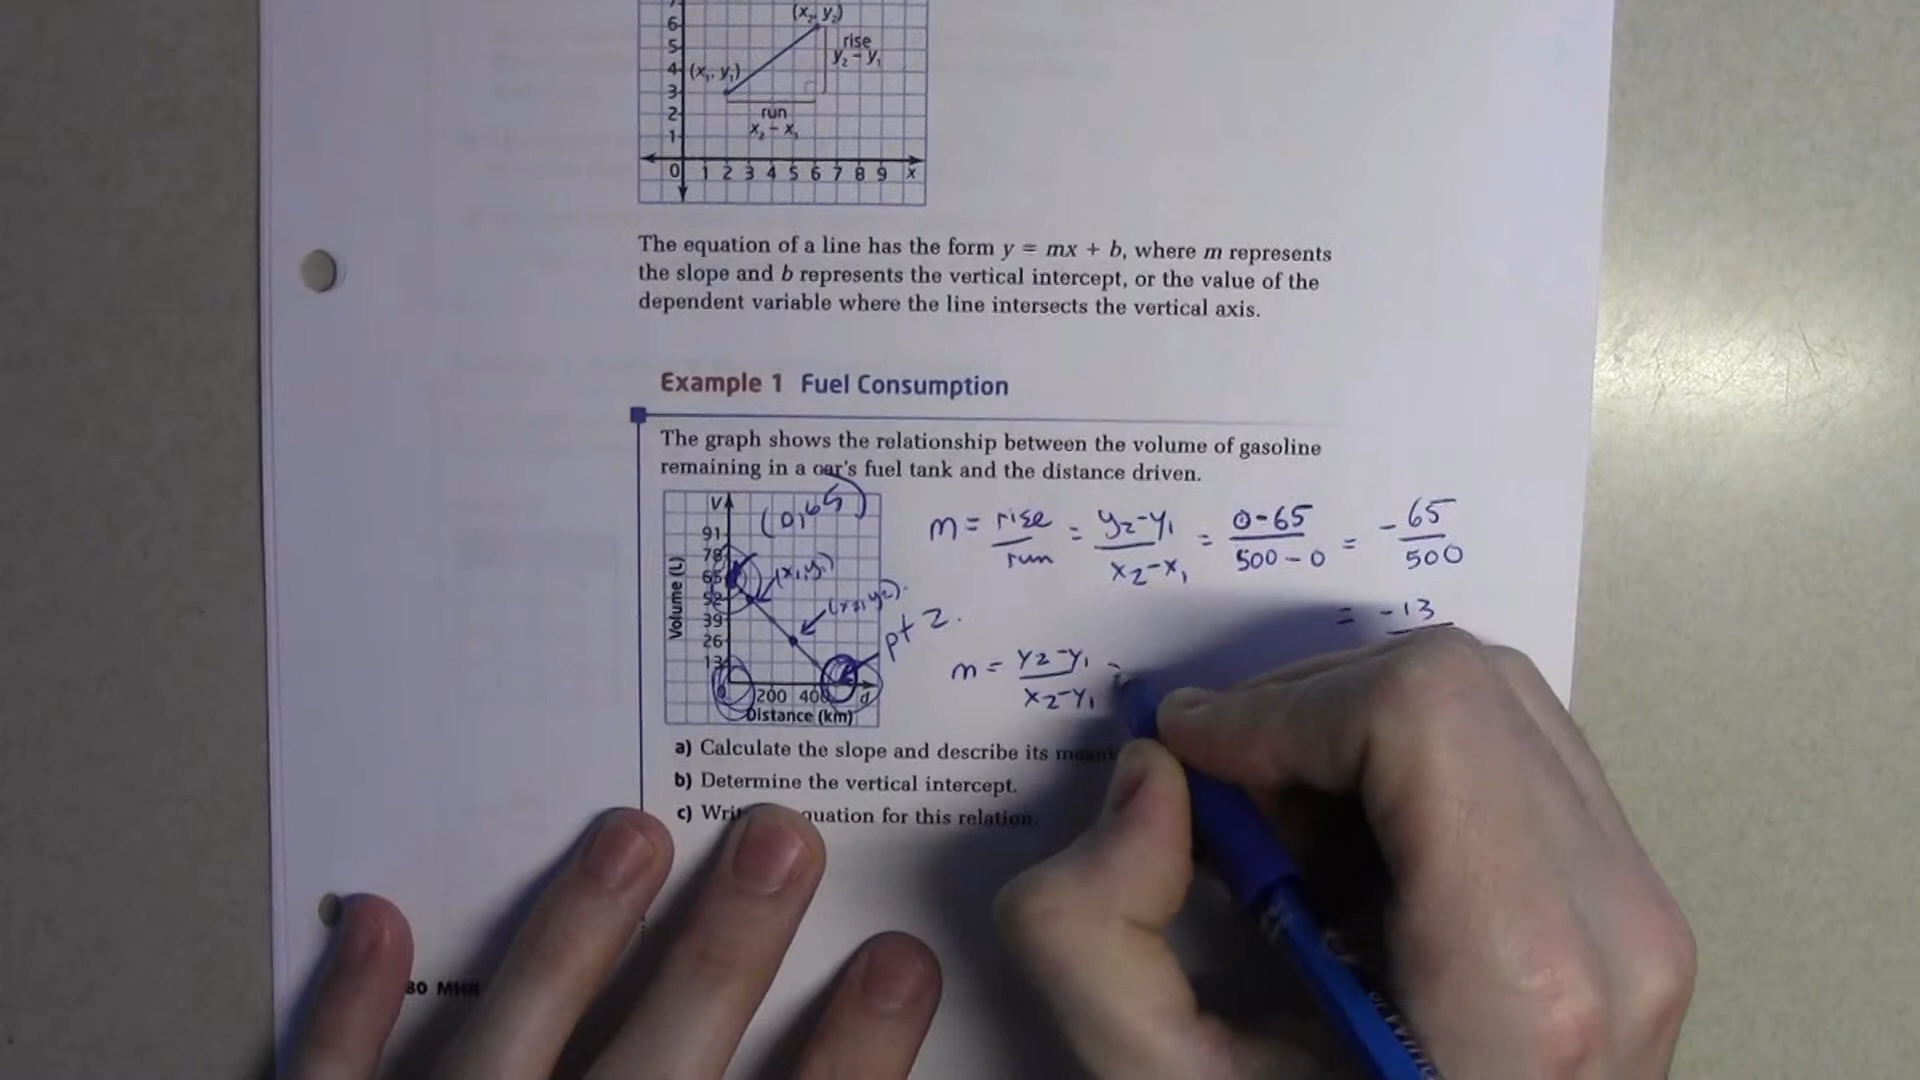 (x₂, y₂)
6
5
4
3
2
1
0 1 2 3 4 5 6 7 8 9 x
(x₁, y₁)
rise
y₂ − y₁
run
x₂ − x₁
The equation of a line has the form y = mx + b, where m represents
the slope and b represents the vertical intercept, or the value of the
dependent variable where the line intersects the vertical axis.
Example 1 Fuel Consumption
The graph shows the relationship between the volume of gasoline
remaining in a car's fuel tank and the distance driven.
V
91
78
65
52
39
26
13
0 200 400 d
Volume (L)
Distance (km)
(0,65)
(x₁,y₁)
(x₂,y₂).
pt 2.
m = rise/run = y₂-y₁/x₂-x₁ = 0-65/500-0 = -65/500
= -13
m = y₂-y₁/x₂-y₁ =
a) Calculate the slope and describe its
b) Determine the vertical intercept.
c) equation for this relation.
80 MHR